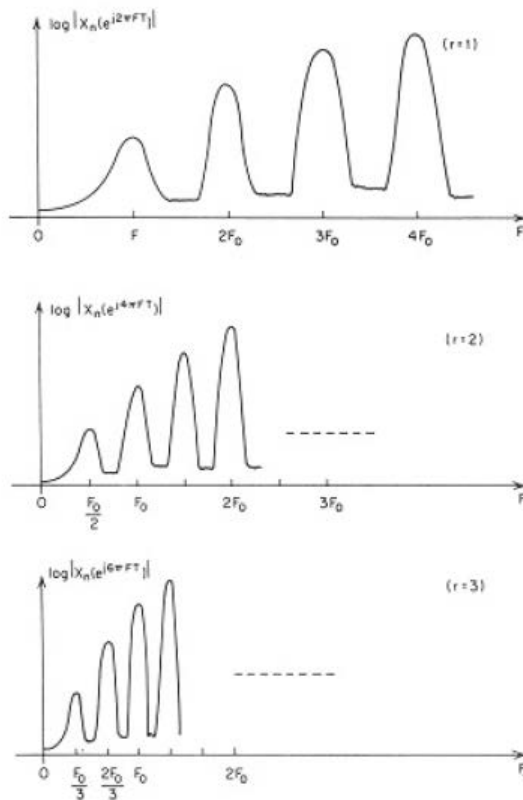 log |Xn(e^j2πFT)|
(r=1)
0 F 2F₀ 3F₀ 4F₀ F
log |Xn(e^j4πFT)|
(r=2)
0 F₀/2 F₀ 2F₀ 3F₀ F
log |Xn(e^j6πFT)|
(r=3)
0 F₀/3 2F₀/3 F₀ 2F₀ F